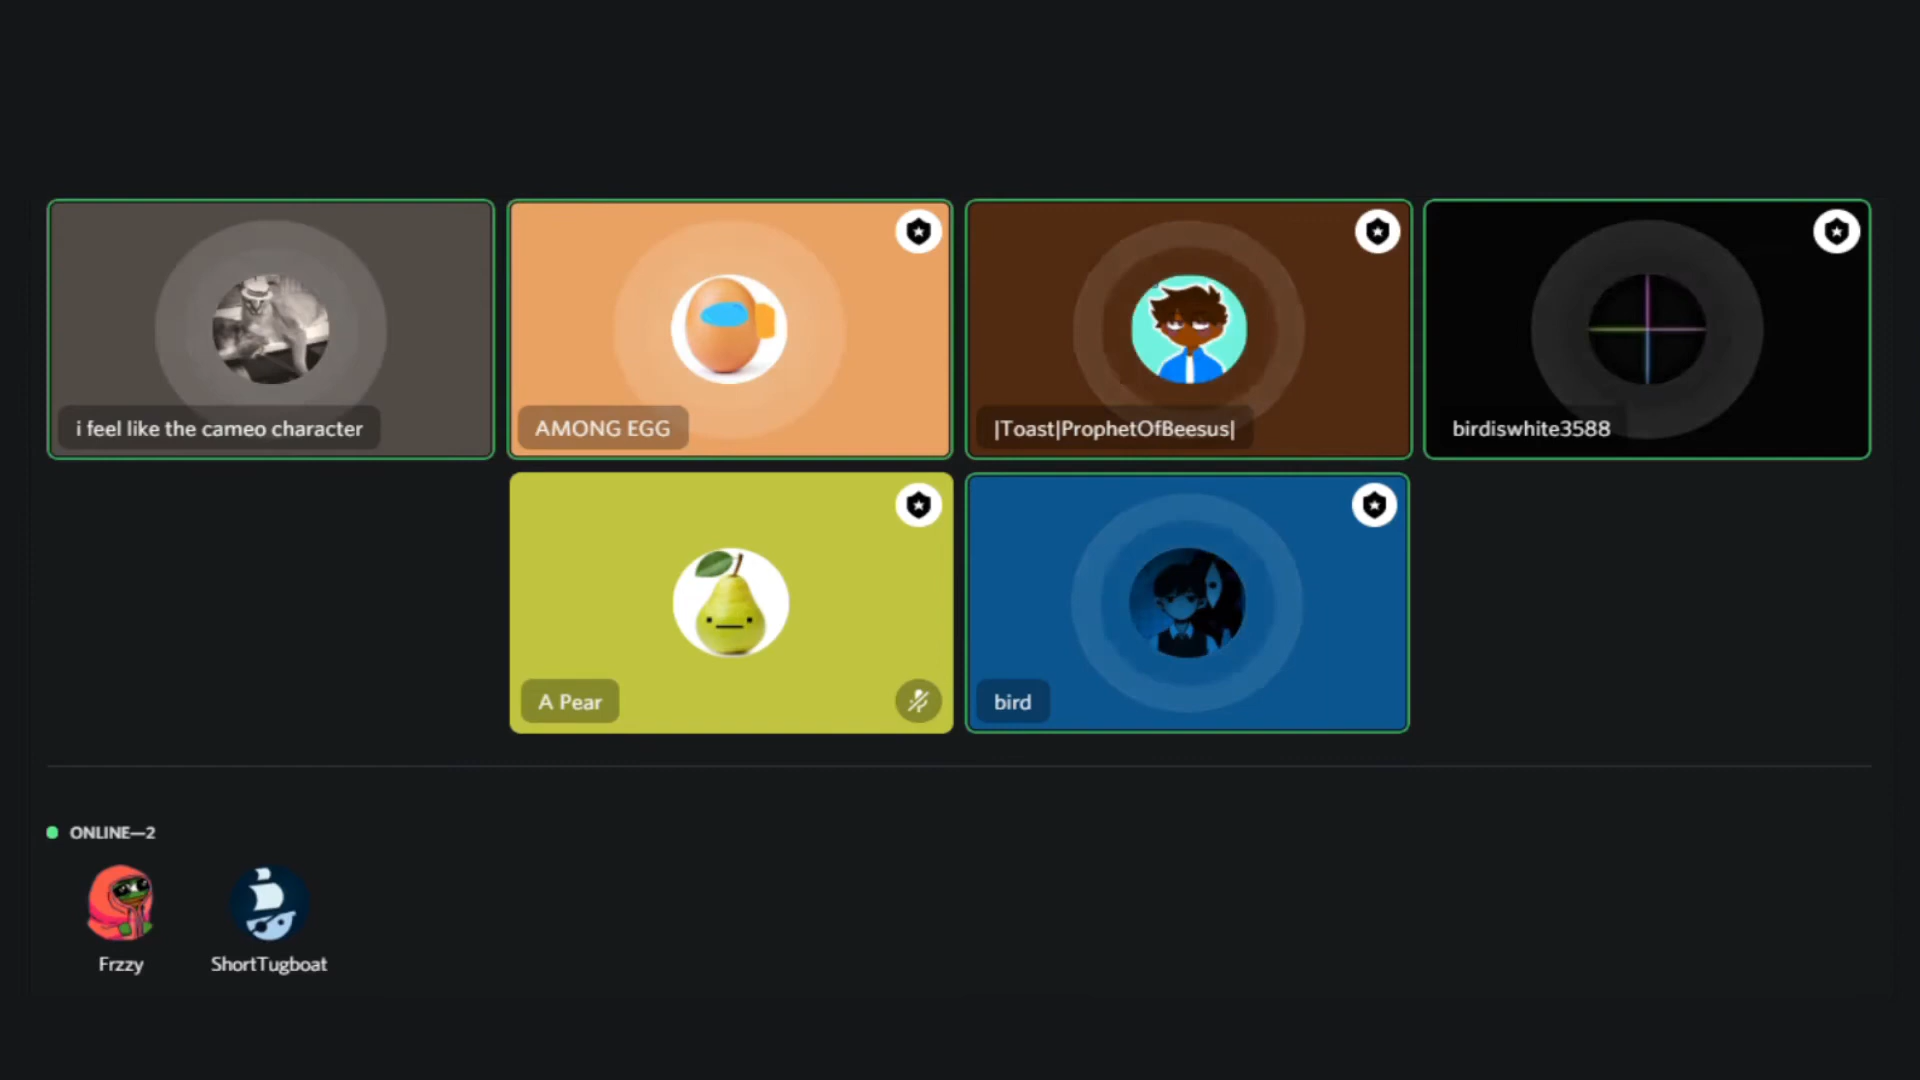 i feel like the cameo character
AMONG EGG
|Toast|ProphetOfBeesus|
birdiswhite3588
A Pear
bird
ONLINE—2
Frzzy
ShortTugboat